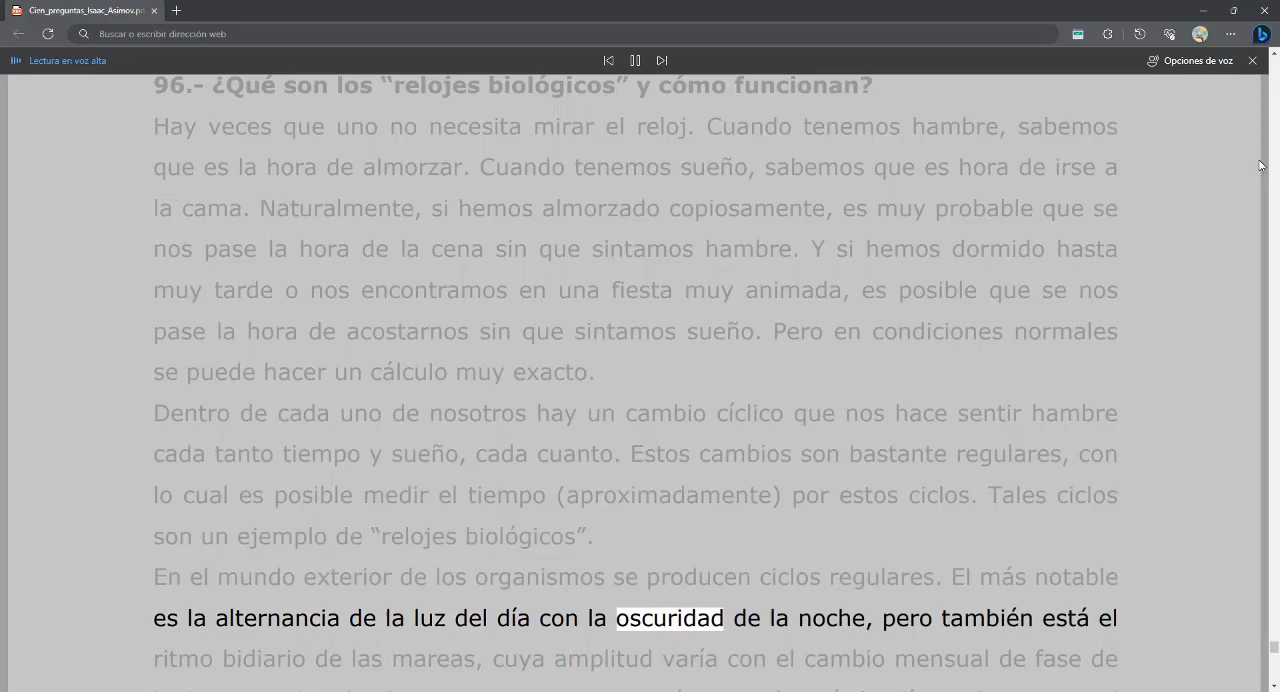 Cien_preguntas_Isaac_Asimov.pd
Buscar o escribir dirección web
Lectura en voz alta
Opciones de voz
96.- ¿Qué son los “relojes biológicos” y cómo funcionan?
Hay veces que uno no necesita mirar el reloj. Cuando tenemos hambre, sabemos
que es la hora de almorzar. Cuando tenemos sueño, sabemos que es hora de irse a
la cama. Naturalmente, si hemos almorzado copiosamente, es muy probable que se
nos pase la hora de la cena sin que sintamos hambre. Y si hemos dormido hasta
muy tarde o nos encontramos en una fiesta muy animada, es posible que se nos
pase la hora de acostarnos sin que sintamos sueño. Pero en condiciones normales
se puede hacer un cálculo muy exacto.
Dentro de cada uno de nosotros hay un cambio cíclico que nos hace sentir hambre
cada tanto tiempo y sueño, cada cuanto. Estos cambios son bastante regulares, con
lo cual es posible medir el tiempo (aproximadamente) por estos ciclos. Tales ciclos
son un ejemplo de “relojes biológicos”.
En el mundo exterior de los organismos se producen ciclos regulares. El más notable
es la alternancia de la luz del día con la oscuridad de la noche, pero también está el
ritmo bidiario de las mareas, cuya amplitud varía con el cambio mensual de fase de